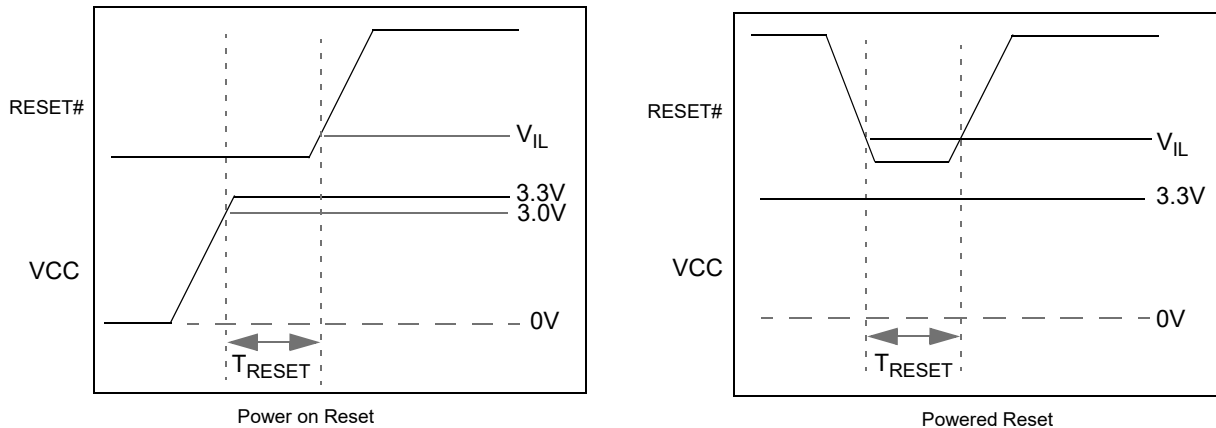 RESET#
VIL
3.3V
3.0V
VCC
0V
TRESET
Power on Reset
RESET#
VIL
3.3V
VCC
0V
TRESET
Powered Reset